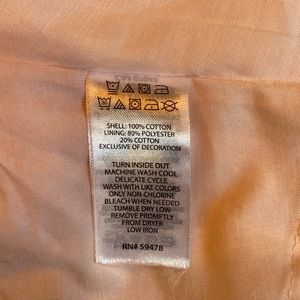 SHELL: 100% COTTON
LINING: 80% POLYESTER
20% COTTON
EXCLUSIVE OF DECORATION
TURN INSIDE OUT
MACHINE WASH COOL
DELICATE CYCLE
WASH WITH LIKE COLORS
ONLY NON-CHLORINE
BLEACH WHEN NEEDED
TUMBLE DRY LOW
REMOVE PROMPTLY
FROM DRYER
LOW IRON
RN# 59478